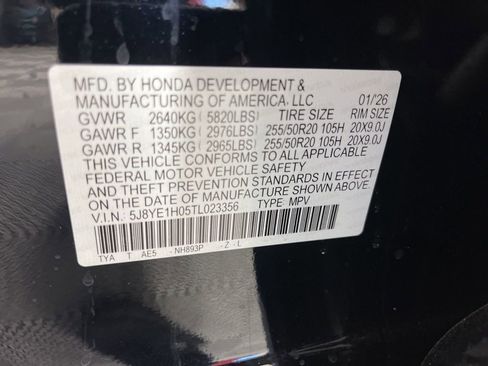 MFD. BY HONDA DEVELOPMENT &
MANUFACTURING OF AMERICA, LLC 01/'26
GVWR 2640KG (5820LBS) TIRE SIZE RIM SIZE
GAWR F 1350KG (2976LBS) 255/50R20 105H 20X9.0J
GAWR R 1345KG (2965LBS) 255/50R20 105H 20X9.0J
THIS VEHICLE CONFORMS TO ALL APPLICABLE
FEDERAL MOTOR VEHICLE SAFETY
AND THEFT PREVENTION STANDARDS IN EFFECT
ON THE DATE OF MANUFACTURE SHOWN ABOVE.
V.I.N.: 5J8YE1H05TL023356 TYPE: MPV
TYA T AE5 -NH893P -Z-L